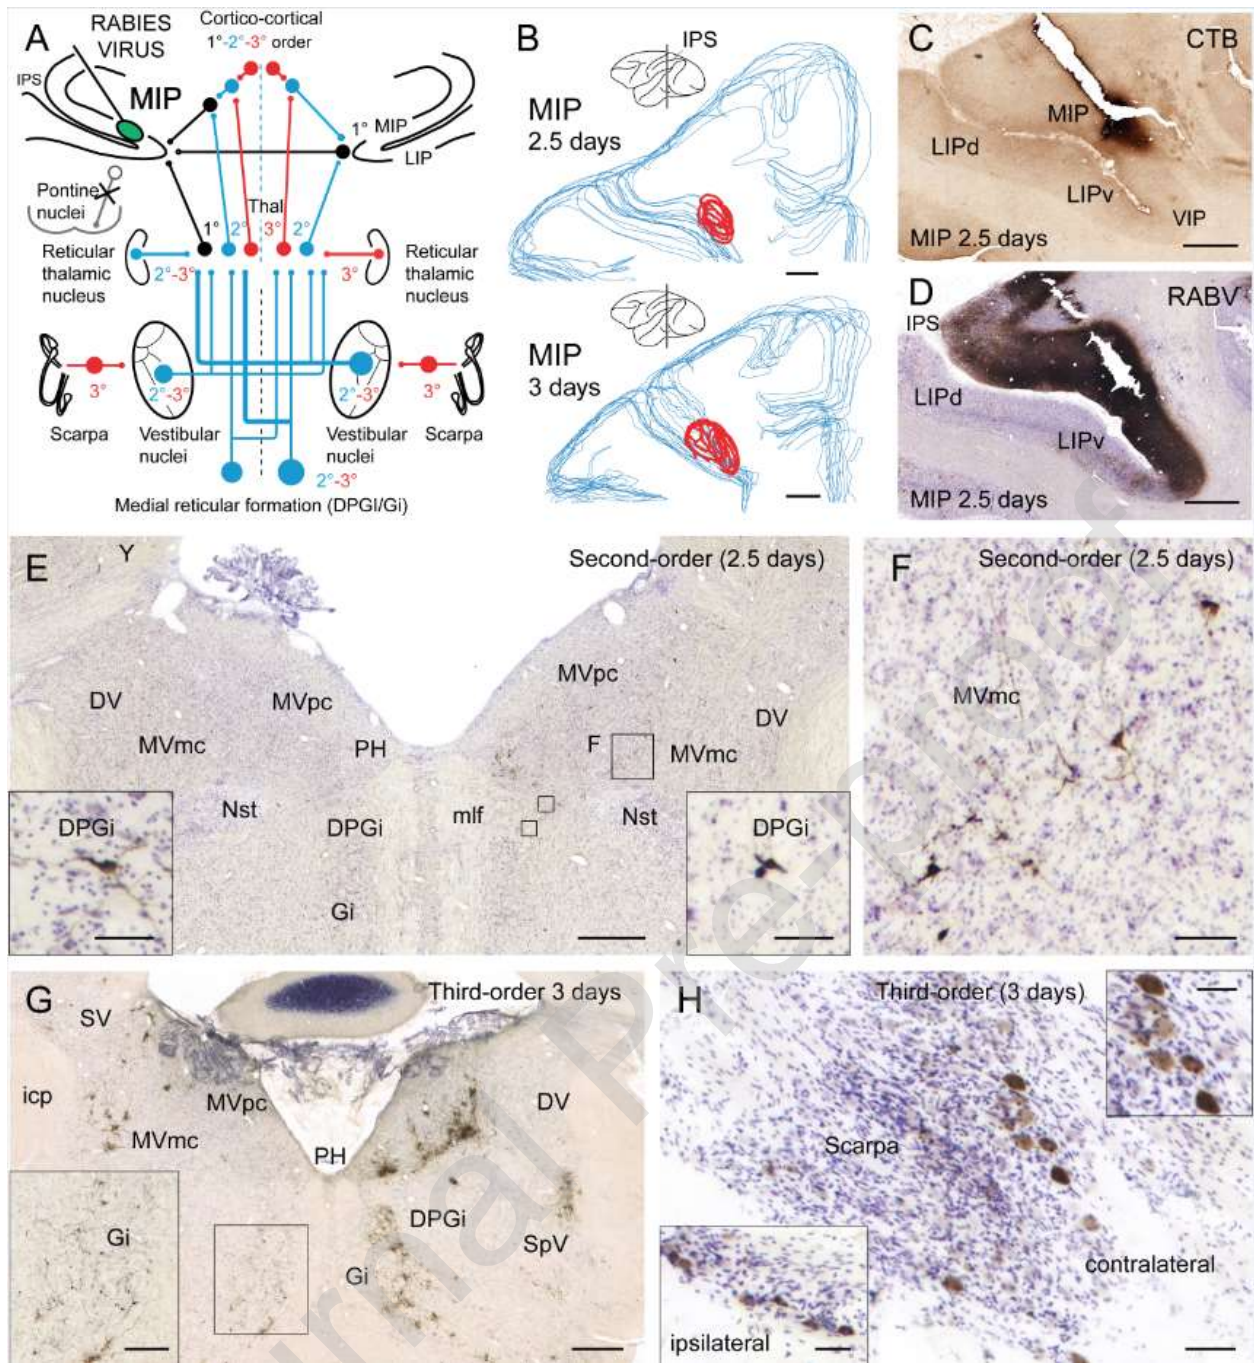 A
RABIES
VIRUS
Cortico-cortical
1°-2°-3° order
IPS
MIP
1°
MIP
LIP
Pontine
nuclei
Thal
1° 2° 3° 2°
Reticular
thalamic
nucleus
2°-3°
3°
Reticular
thalamic
nucleus
3°
2°-3°
2°-3°
3°
Scarpa
Vestibular
nuclei
Vestibular
nuclei
Scarpa
2°-3°
Medial reticular formation (DPGI/Gi)
B
IPS
MIP
2.5 days
MIP
3 days
C
CTB
MIP
LIPd
LIPv
VIP
MIP 2.5 days
D
RABV
IPS
LIPd
LIPv
MIP 2.5 days
E
Y
Second-order (2.5 days)
MVpc
MVpc
DV
DV
MVmc
PH
F
MVmc
Nst
DPGi
mlf
Nst
DPGi
DPGi
Gi
F
Second-order (2.5 days)
MVmc
G
Third-order 3 days
SV
icp
MVpc
DV
MVmc
PH
DPGi
Gi
SpV
Gi
H
Third-order (3 days)
Scarpa
contralateral
ipsilateral
Journal Pre-proof